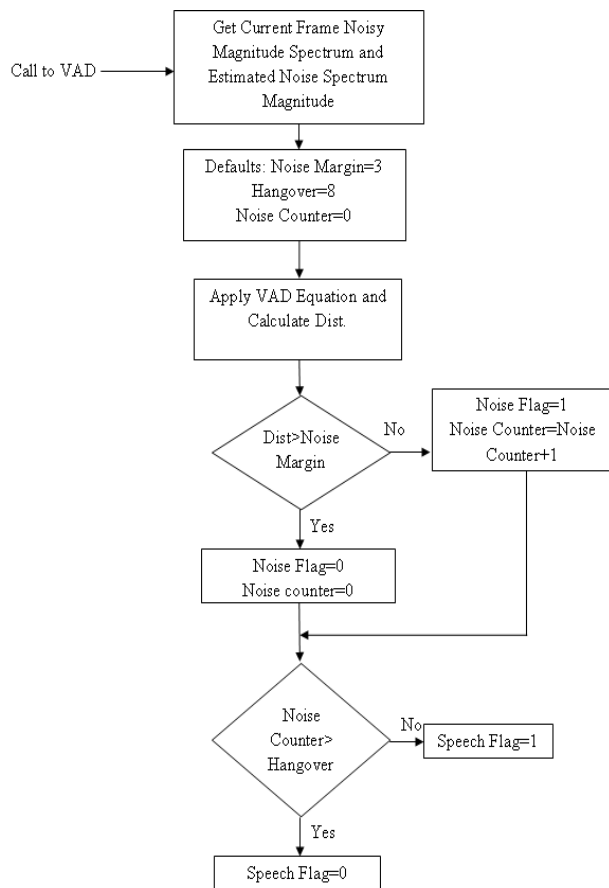 Get Current Frame Noisy
Magnitude Spectrum and
Estimated Noise Spectrum
Magnitude
Call to VAD
Defaults: Noise Margin=3
Hangover=8
Noise Counter=0
Apply VAD Equation and
Calculate Dist.
Dist>Noise
Margin
No
Noise Flag=1
Noise Counter=Noise
Counter+1
Yes
Noise Flag=0
Noise counter=0
Noise
Counter>
Hangover
No
Speech Flag=1
Yes
Speech Flag=0